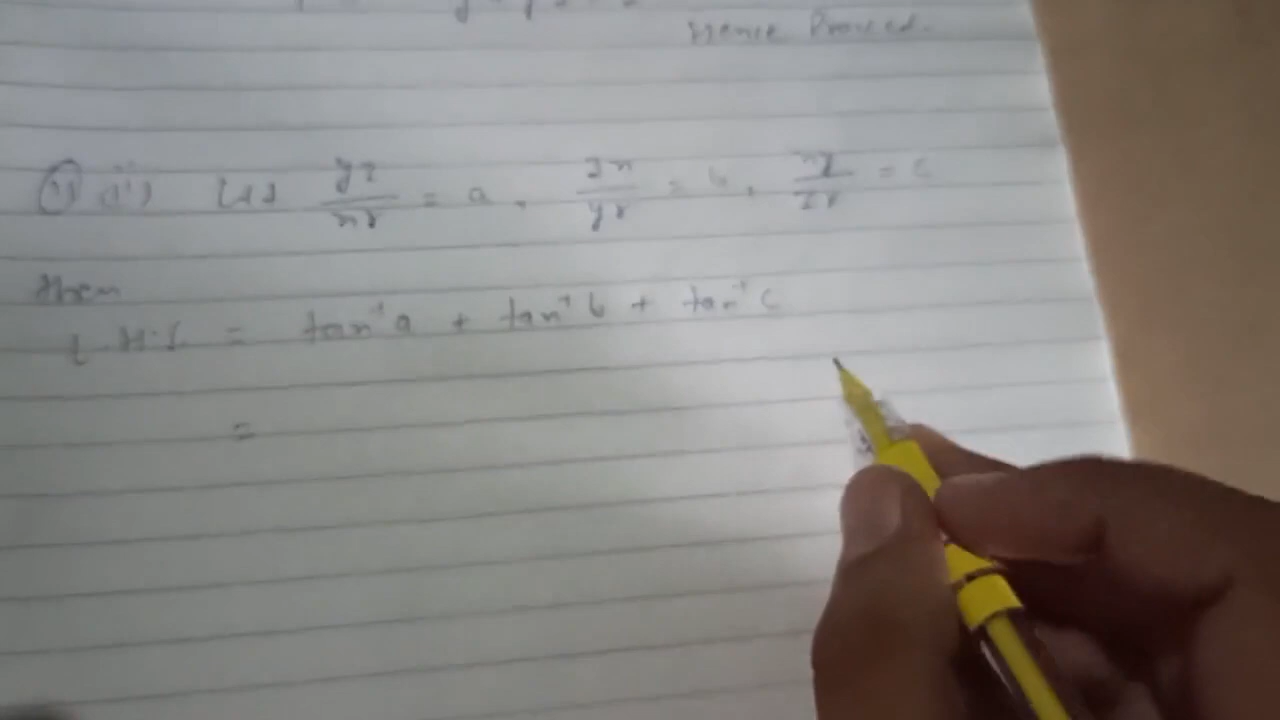 Hence Proved.
(1) (ii) Let yz/xr = a, zx/yr = b, xy/zr = c
then
L.H.S = tan⁻¹a + tan⁻¹b + tan⁻¹c
=